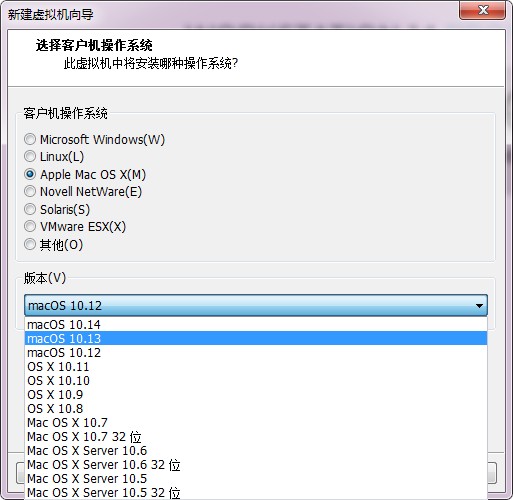 新建虚拟机向导
选择客户机操作系统
此虚拟机中将安装哪种操作系统?
客户机操作系统
Microsoft Windows(W)
Linux(L)
Apple Mac OS X(M)
Novell NetWare(E)
Solaris(S)
VMware ESX(X)
其他(O)
版本(V)
macOS 10.12
macOS 10.14
macOS 10.13
macOS 10.12
OS X 10.11
OS X 10.10
OS X 10.9
OS X 10.8
Mac OS X 10.7
Mac OS X 10.7 32 位
Mac OS X Server 10.6
Mac OS X Server 10.6 32 位
Mac OS X Server 10.5
Mac OS X Server 10.5 32 位